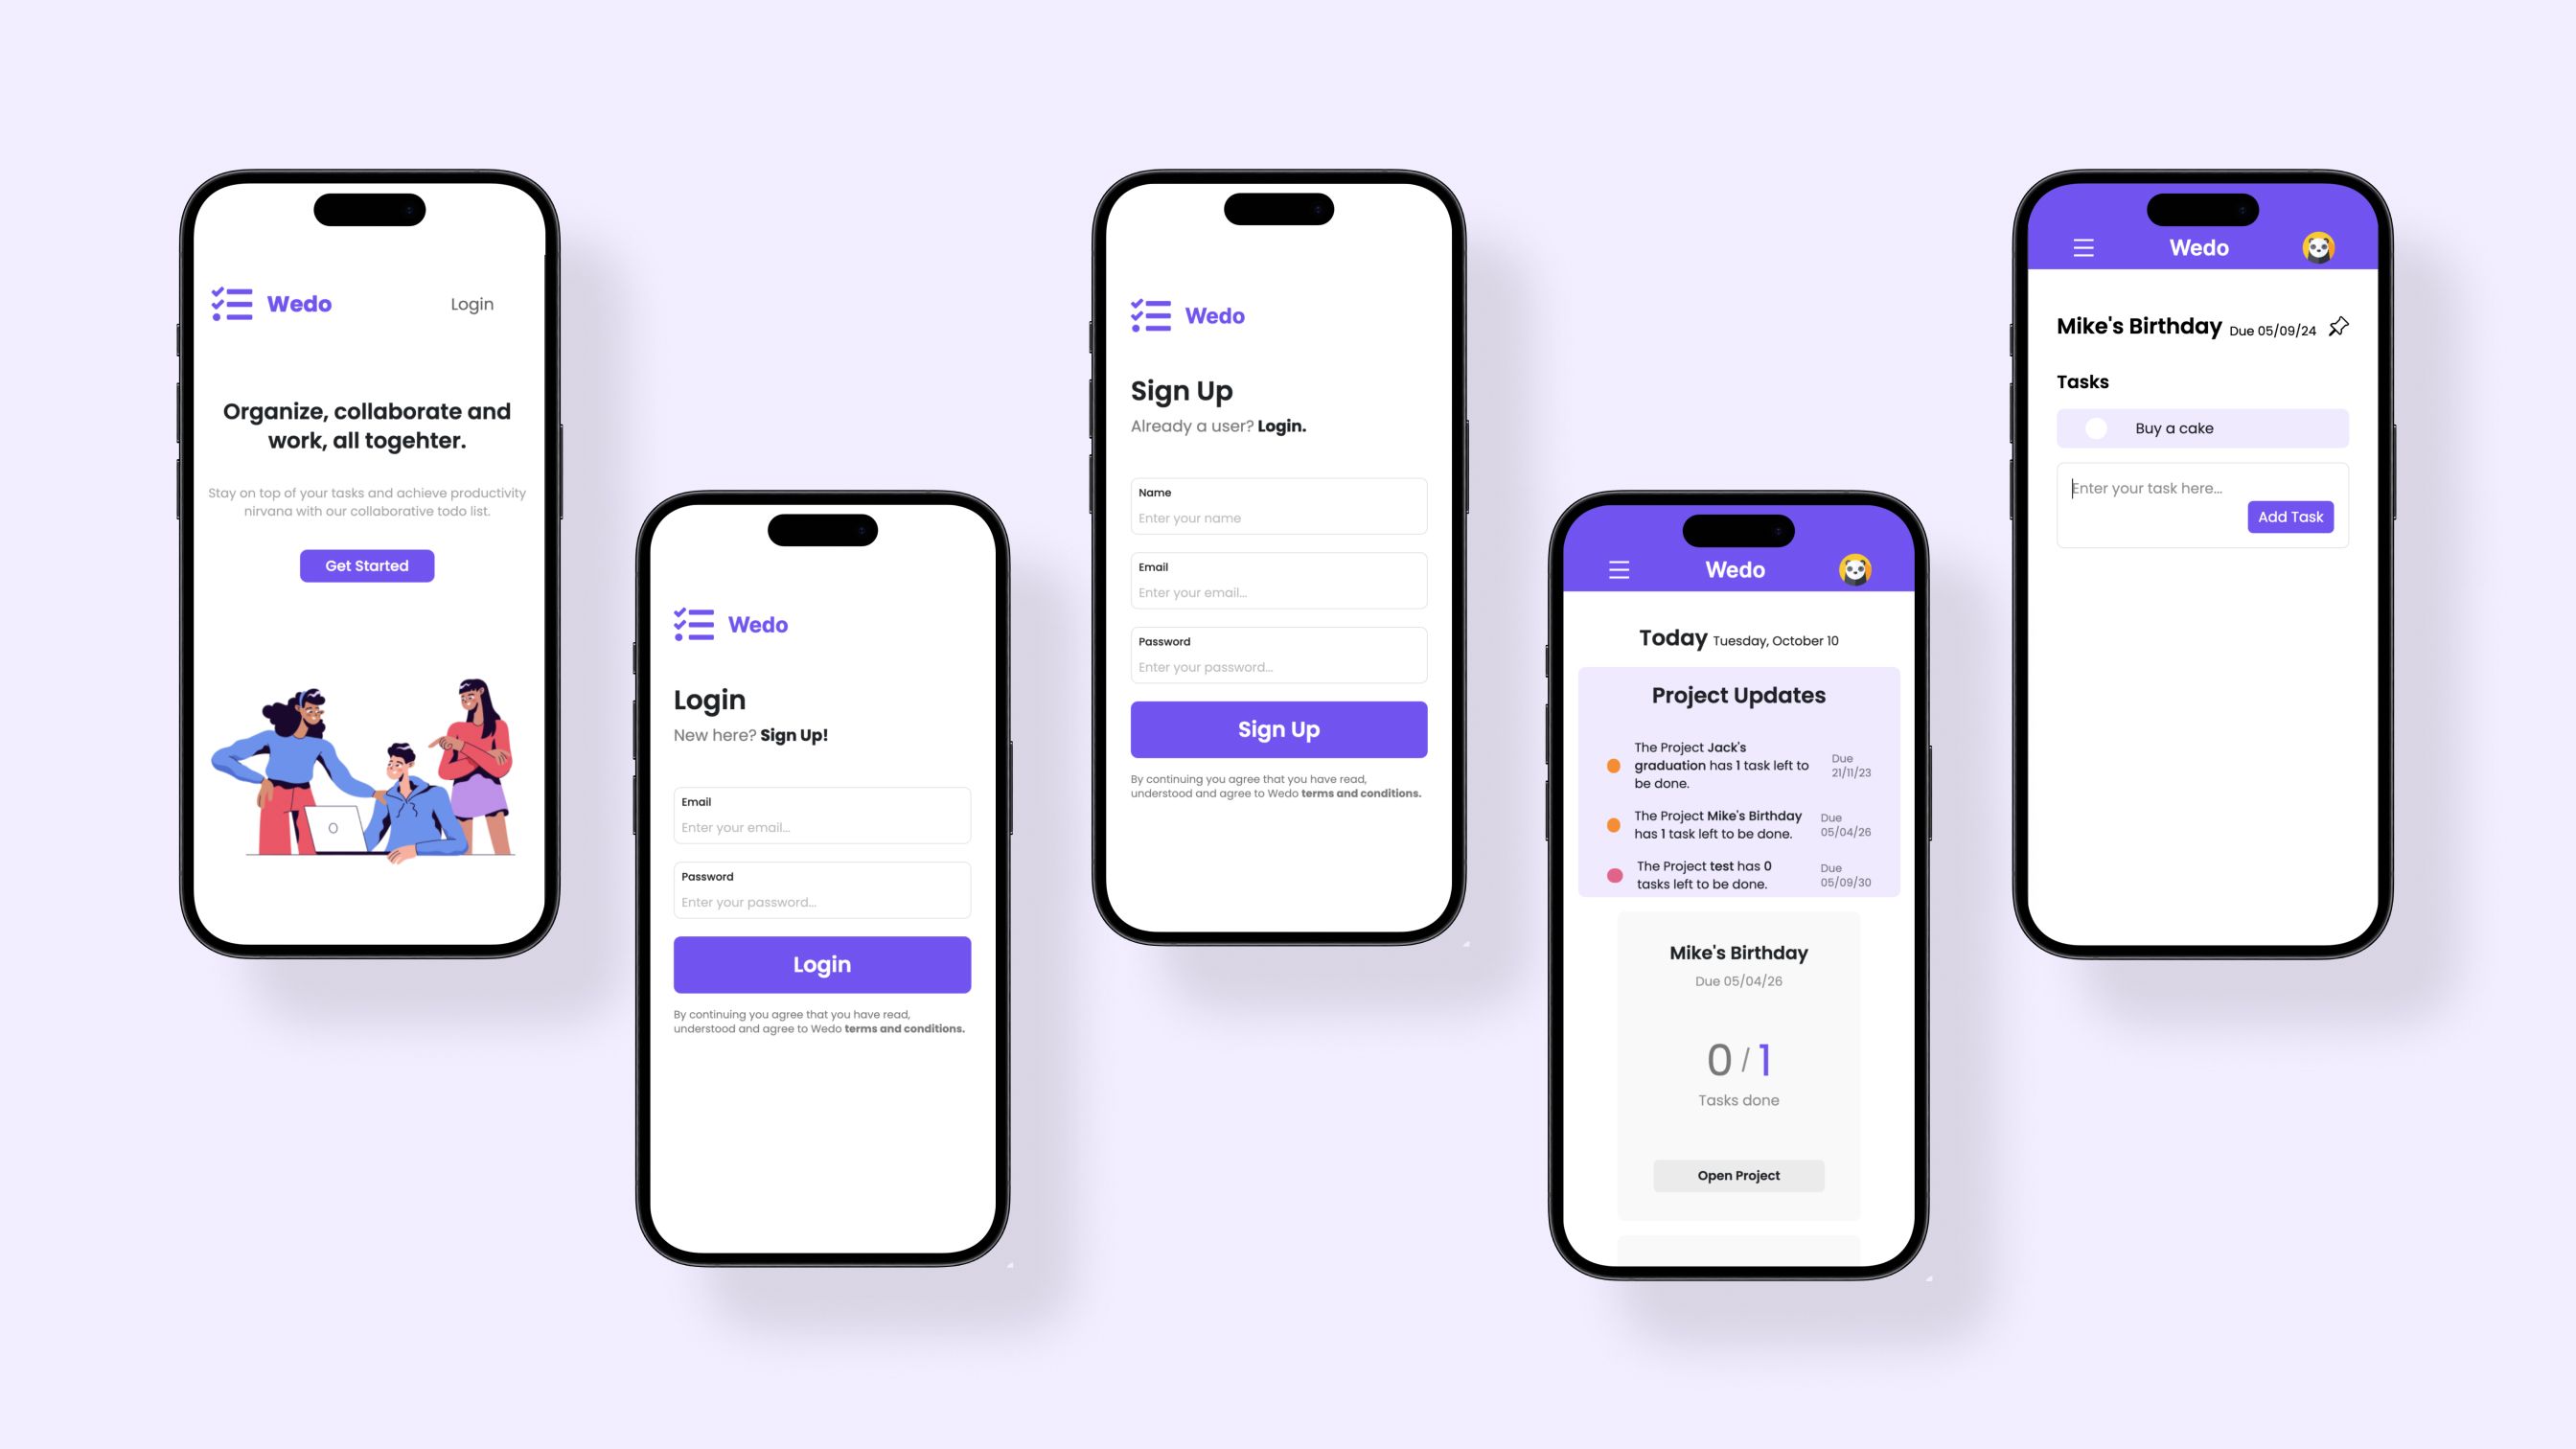 Wedo
Login
Organize, collaborate and
work, all togehter.
Stay on top of your tasks and achieve productivity
nirvana with our collaborative todo list.
Get Started
Wedo
Login
New here? Sign Up!
Email
Enter your email...
Password
Enter your password...
Login
By continuing you agree that you have read,
understood and agree to Wedo terms and conditions.
Wedo
Sign Up
Already a user? Login.
Name
Enter your name
Email
Enter your email...
Password
Enter your password...
Sign Up
By continuing you agree that you have read,
understood and agree to Wedo terms and conditions.
Wedo
Today Tuesday, October 10
Project Updates
The Project Jack's
graduation has 1 task left to
be done.
Due
21/11/23
The Project Mike's Birthday
has 1 task left to be done.
Due
05/04/26
The Project test has 0
tasks left to be done.
Due
05/09/30
Mike's Birthday
Due 05/04/26
0 / 1
Tasks done
Open Project
Wedo
Mike's Birthday Due 05/09/24
Tasks
Buy a cake
Enter your task here...
Add Task